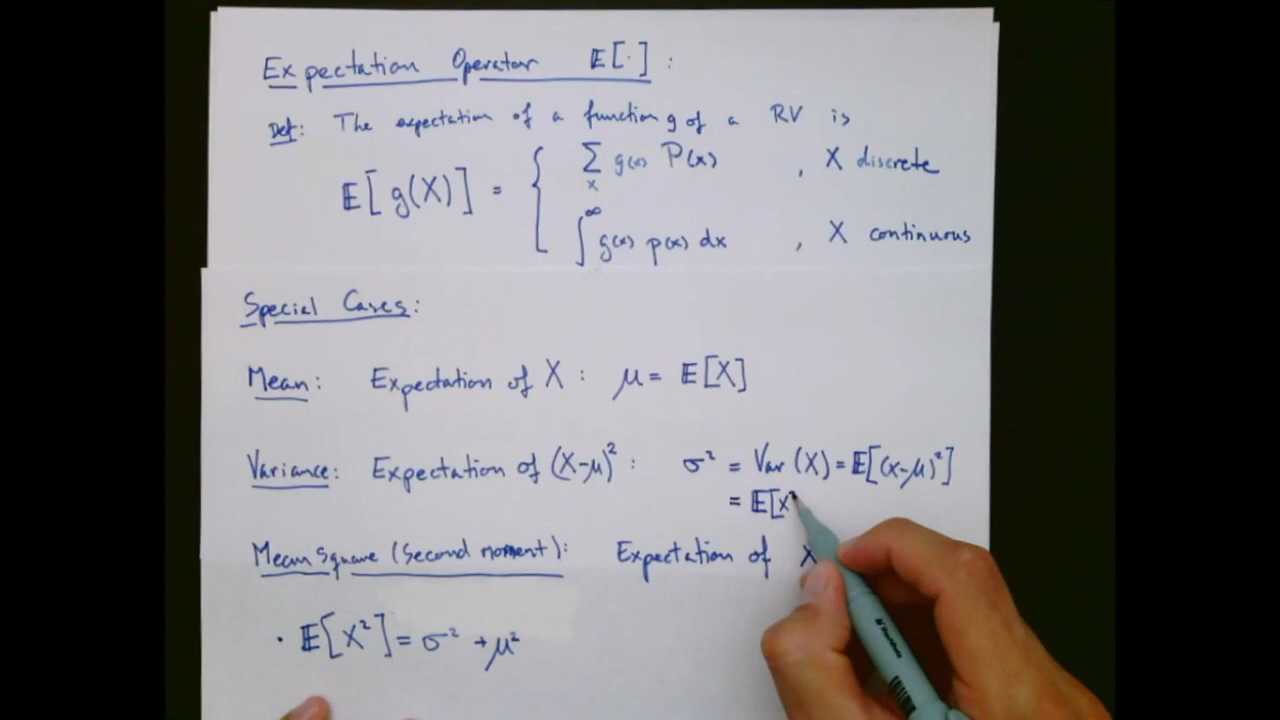 Expectation Operator 𝔼[·]:
Def: The expectation of a function g of a RV is
𝔼[g(X)] = { ∑ₓ g(x) P(x) , X discrete
∫^∞ g(x) p(x) dx , X continuous
Special Cases:
Mean: Expectation of X: μ = 𝔼[X]
Variance: Expectation of (X-μ)²: σ² = Var(X) = 𝔼[(x-μ)²]
= 𝔼[x²
Mean Square (Second moment): Expectation of X
· 𝔼[X²] = σ² + μ²